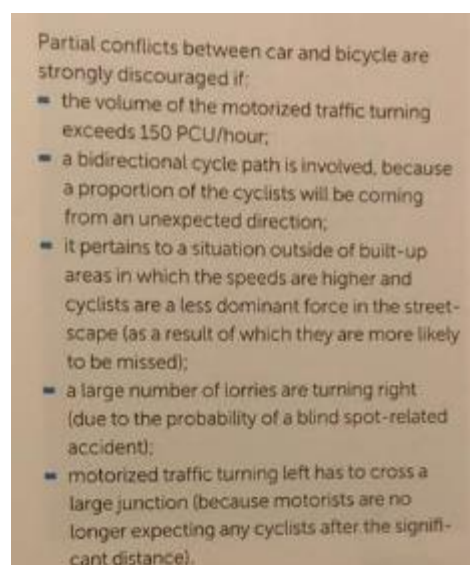 Partial conflicts between car and bicycle are
strongly discouraged if:
- the volume of the motorized traffic turning
exceeds 150 PCU/hour;
- a bidirectional cycle path is involved, because
a proportion of the cyclists will be coming
from an unexpected direction;
- it pertains to a situation outside of built-up
areas in which the speeds are higher and
cyclists are a less dominant force in the street-
scape (as a result of which they are more likely
to be missed);
- a large number of lorries are turning right
(due to the probability of a blind spot-related
accident);
- motorized traffic turning left has to cross a
large junction (because motorists are no
longer expecting any cyclists after the signifi-
cant distance).